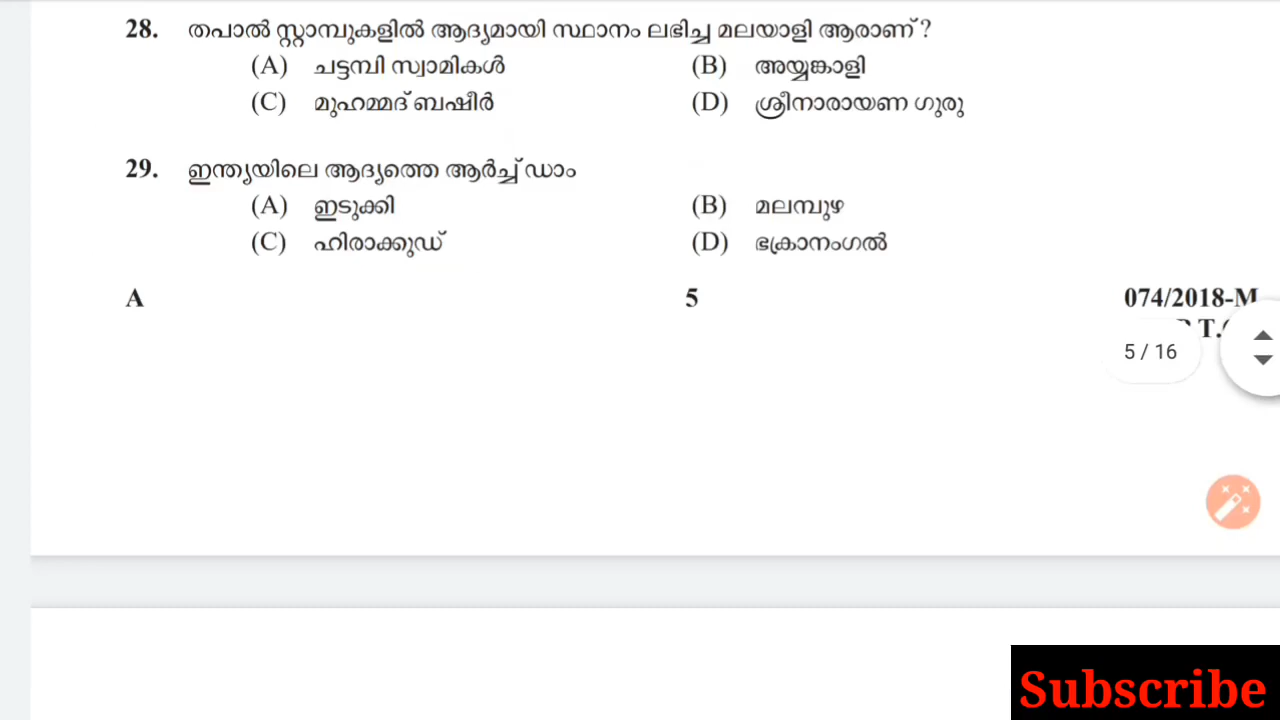 28. തപാൽ സ്റ്റാമ്പുകളിൽ ആദ്യമായി സ്ഥാനം ലഭിച്ച മലയാളി ആരാണ് ?
(A) ചട്ടമ്പി സ്വാമികൾ (B) അയ്യങ്കാളി
(C) മുഹമ്മദ് ബഷീർ (D) ശ്രീനാരായണ ഗുരു
29. ഇന്ത്യയിലെ ആദ്യത്തെ ആർച്ച് ഡാം
(A) ഇടുക്കി (B) മലമ്പുഴ
(C) ഹിരാക്കുഡ് (D) ഭക്രാനംഗൽ
A 5 074/2018-M
5 / 16
Subscribe